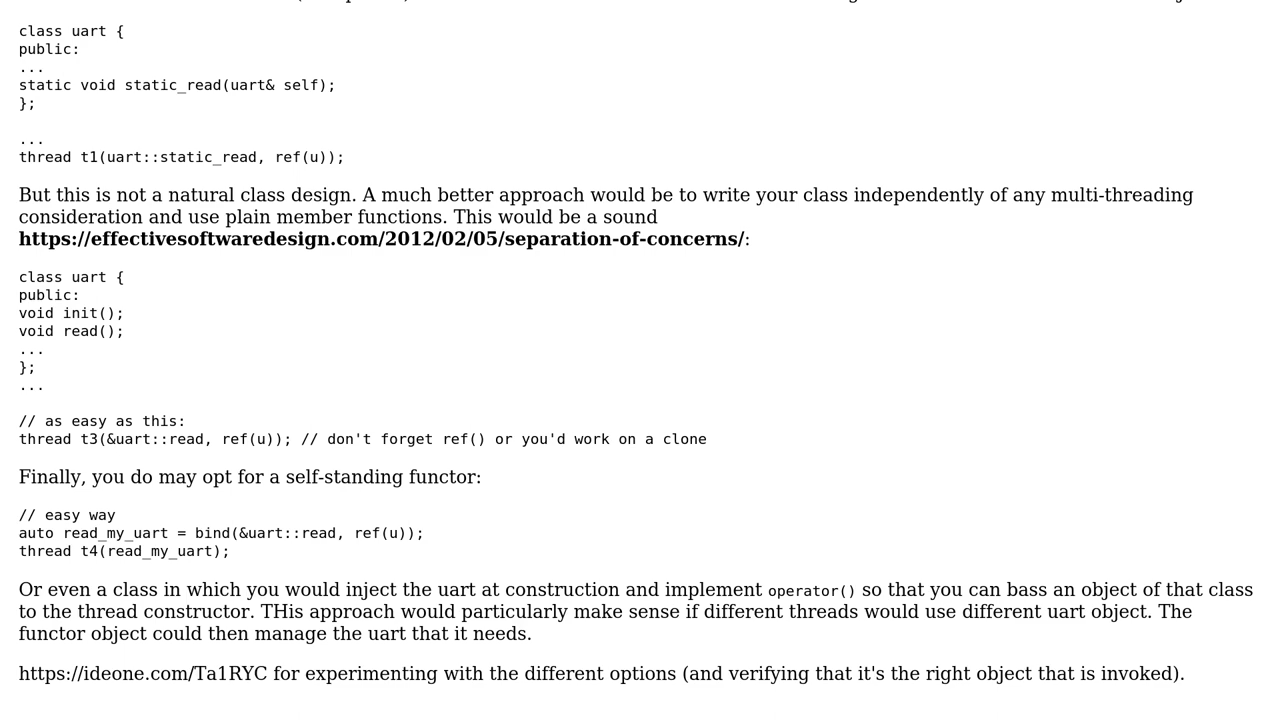 class uart {
public:
...
static void static_read(uart& self);
};
...
thread t1(uart::static_read, ref(u));
But this is not a natural class design. A much better approach would be to write your class independently of any multi-threading
consideration and use plain member functions. This would be a sound
https://effectivesoftwaredesign.com/2012/02/05/separation-of-concerns/:
class uart {
public:
void init();
void read();
...
};
...
// as easy as this:
thread t3(&uart::read, ref(u)); // don't forget ref() or you'd work on a clone
Finally, you do may opt for a self-standing functor:
// easy way
auto read_my_uart = bind(&uart::read, ref(u));
thread t4(read_my_uart);
Or even a class in which you would inject the uart at construction and implement operator() so that you can bass an object of that class
to the thread constructor. THis approach would particularly make sense if different threads would use different uart object. The
functor object could then manage the uart that it needs.
https://ideone.com/Ta1RYC for experimenting with the different options (and verifying that it's the right object that is invoked).